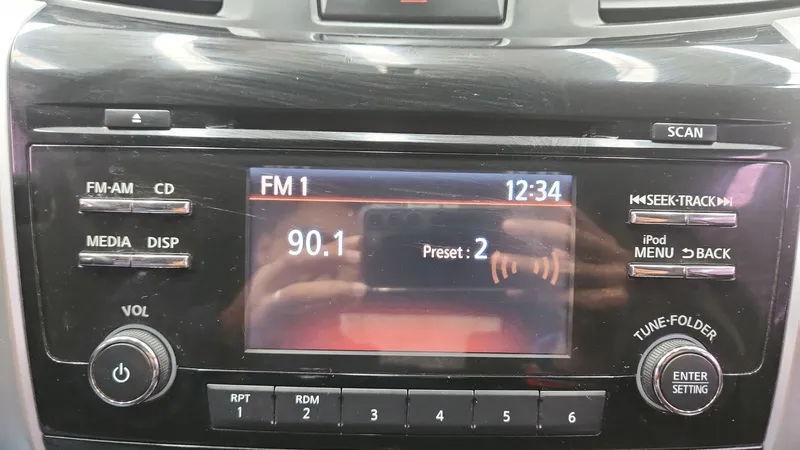 SCAN
FM·AM CD
FM 1 12:34
⏮SEEK·TRACK⏭
MEDIA DISP
90.1
Preset : 2
iPod
MENU ⮌BACK
VOL
TUNE·FOLDER
ENTER
SETTING
RPT
1
RDM
2
3
4
5
6